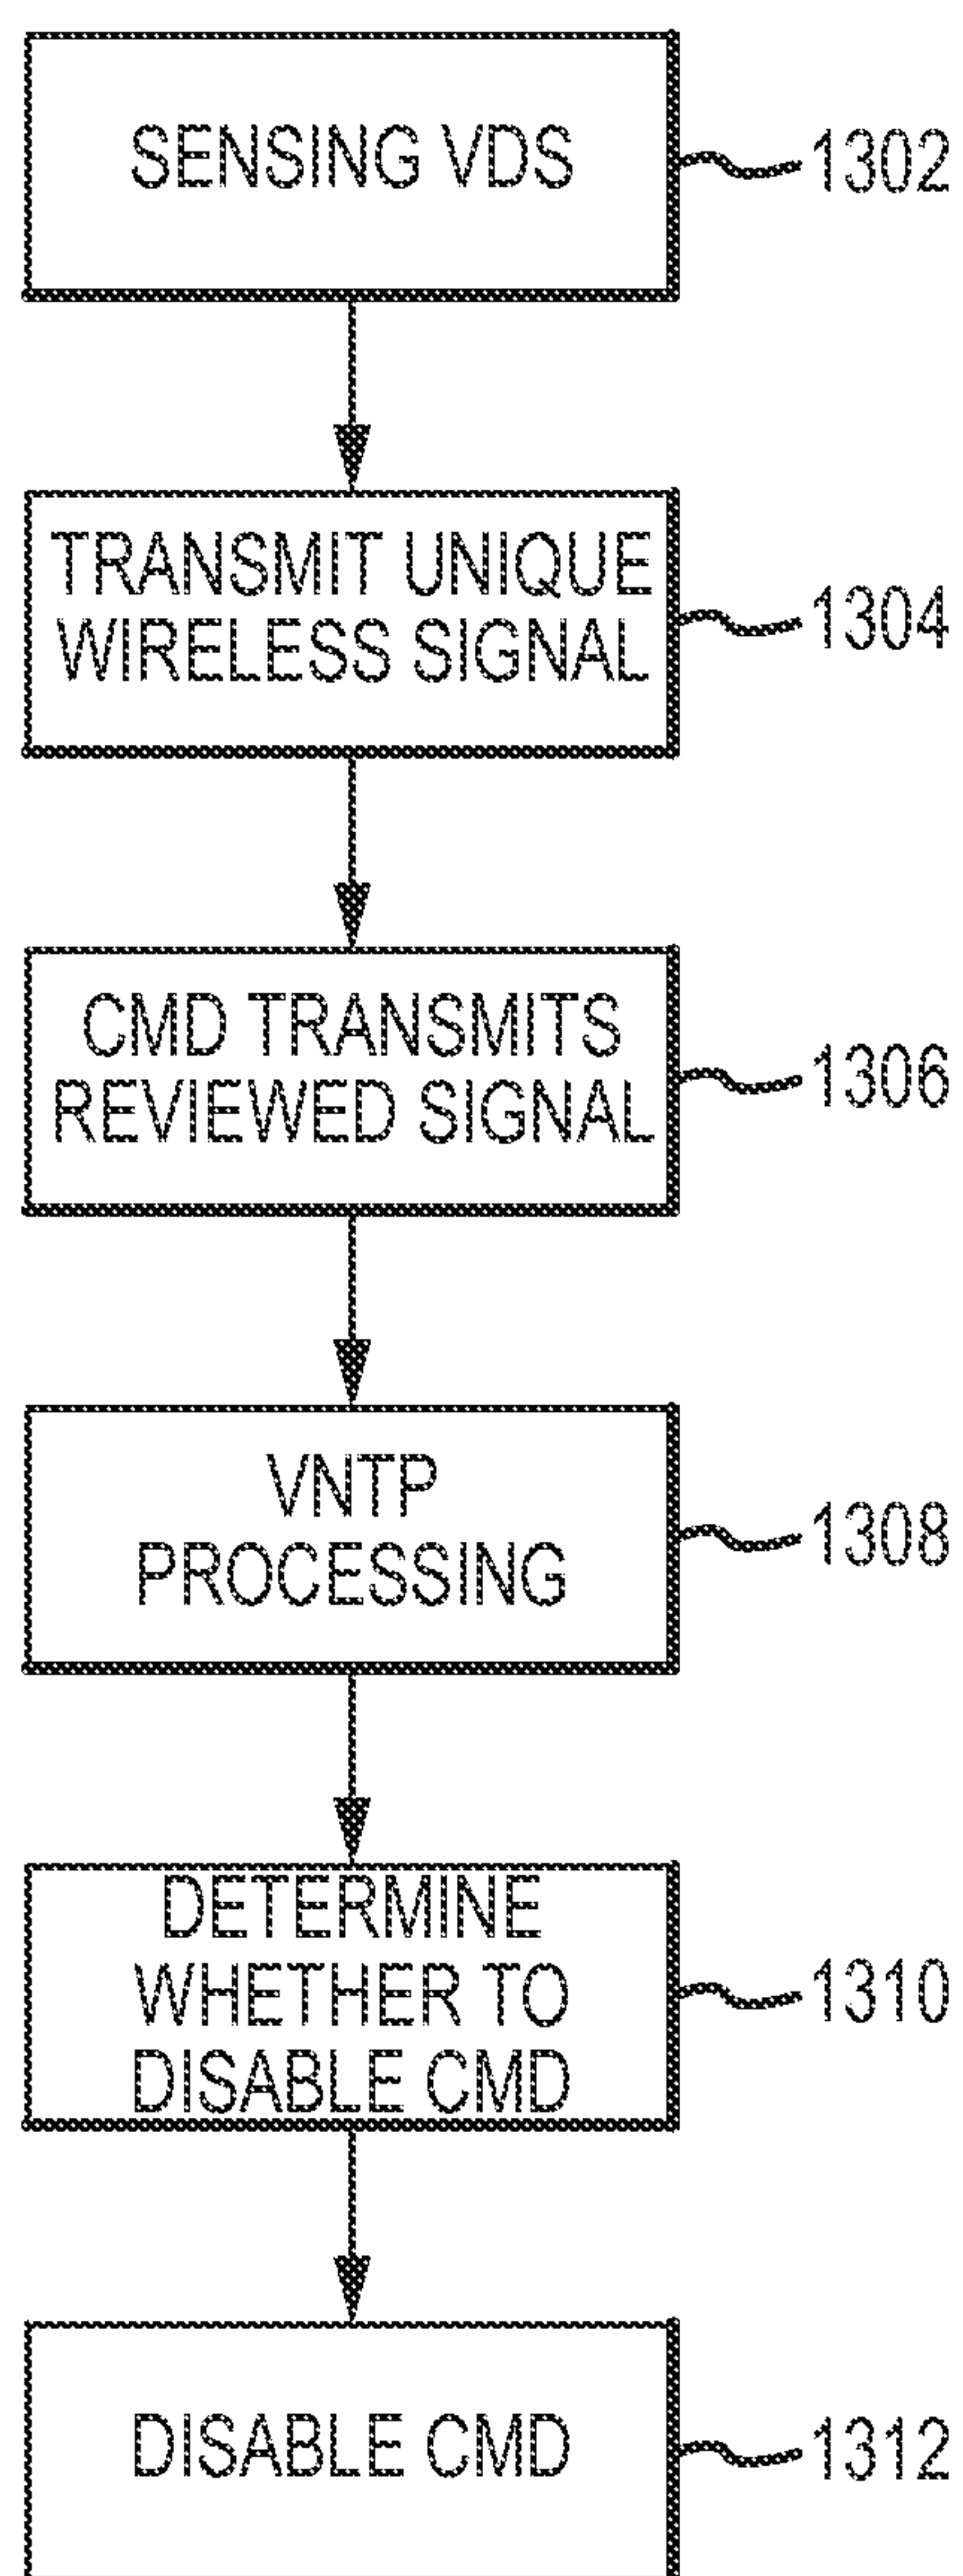 SENSING VDS
1302
TRANSMIT UNIQUE
WIRELESS SIGNAL
1304
CMD TRANSMITS
REVIEWED SIGNAL
1306
VNTP
PROCESSING
1308
DETERMINE
WHETHER TO
DISABLE CMD
1310
DISABLE CMD
1312